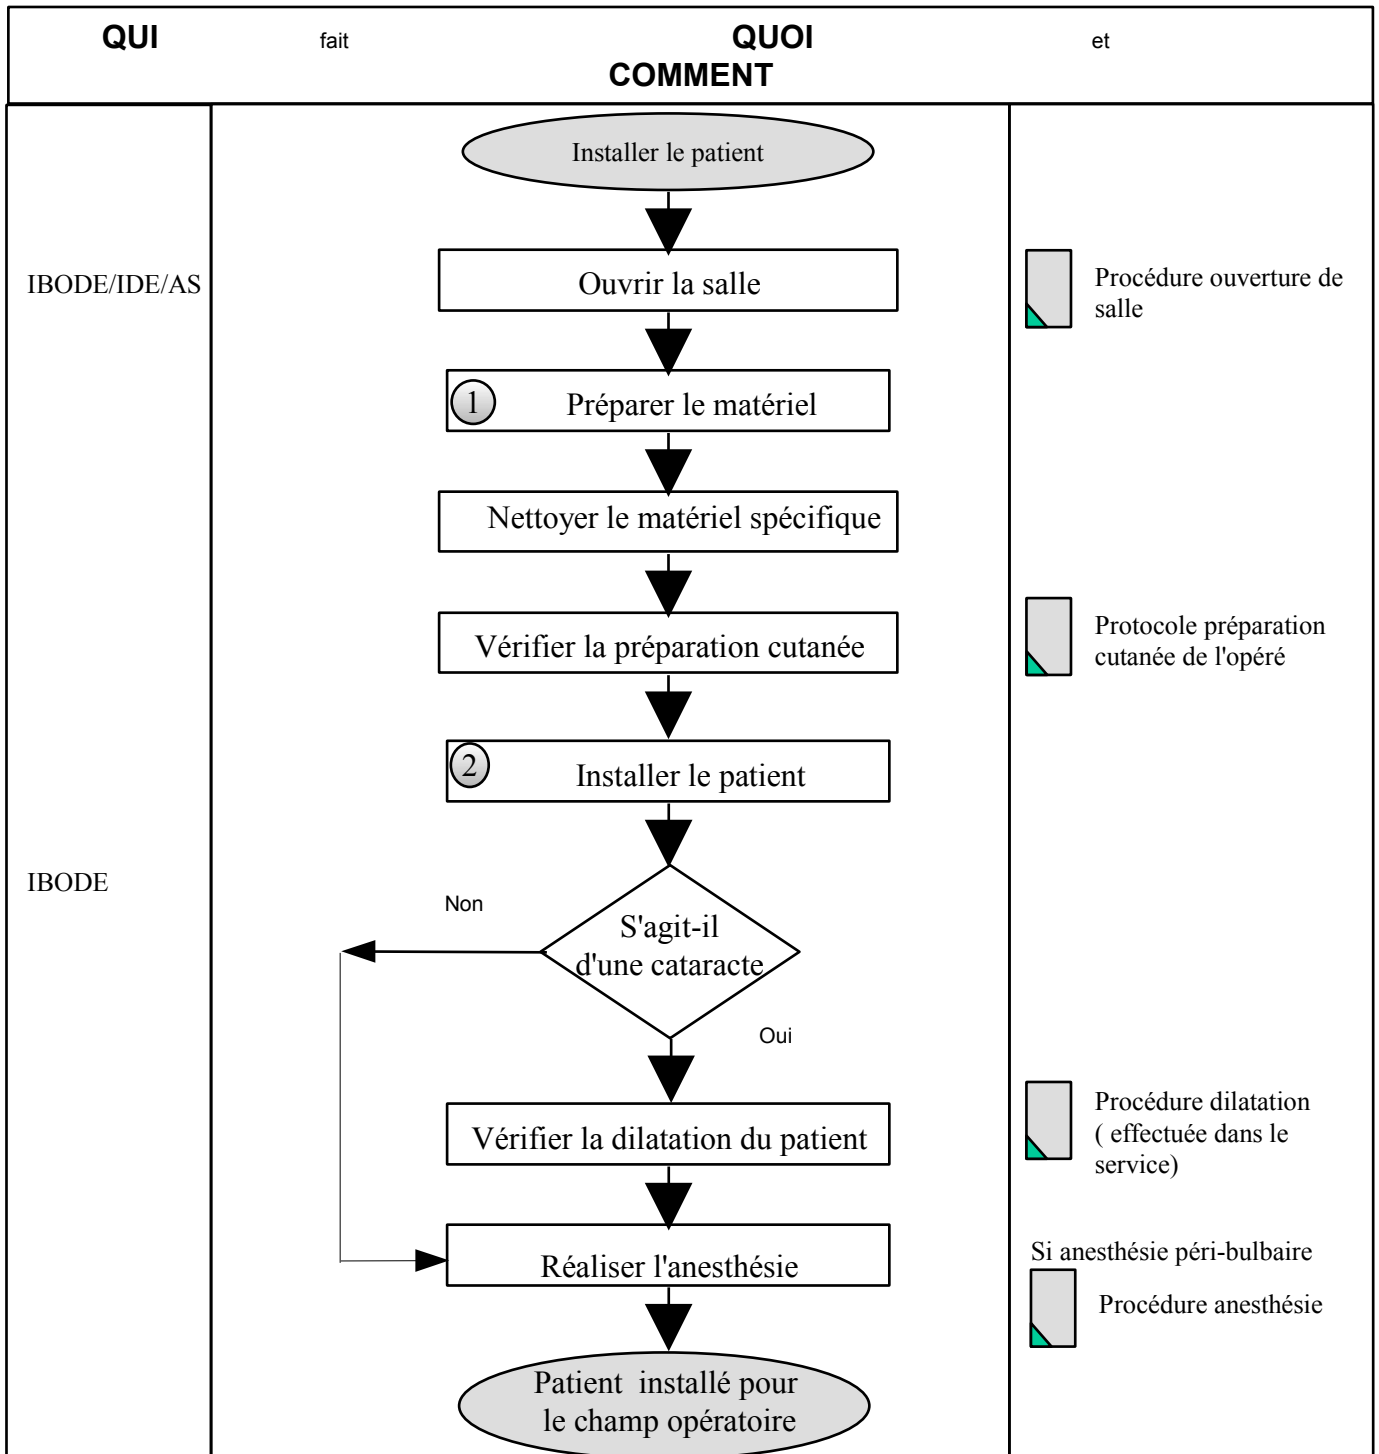 QUI fait QUOI et
COMMENT
Installer le patient
IBODE/IDE/AS
Ouvrir la salle
Procédure ouverture de
salle
1 Préparer le matériel
Nettoyer le matériel spécifique
Vérifier la préparation cutanée
Protocole préparation
cutanée de l'opéré
2 Installer le patient
IBODE
Non
S'agit-il
d'une cataracte
Oui
Vérifier la dilatation du patient
Procédure dilatation
( effectuée dans le
service)
Réaliser l'anesthésie
Si anesthésie péri-bulbaire
Procédure anesthésie
Patient installé pour
le champ opératoire